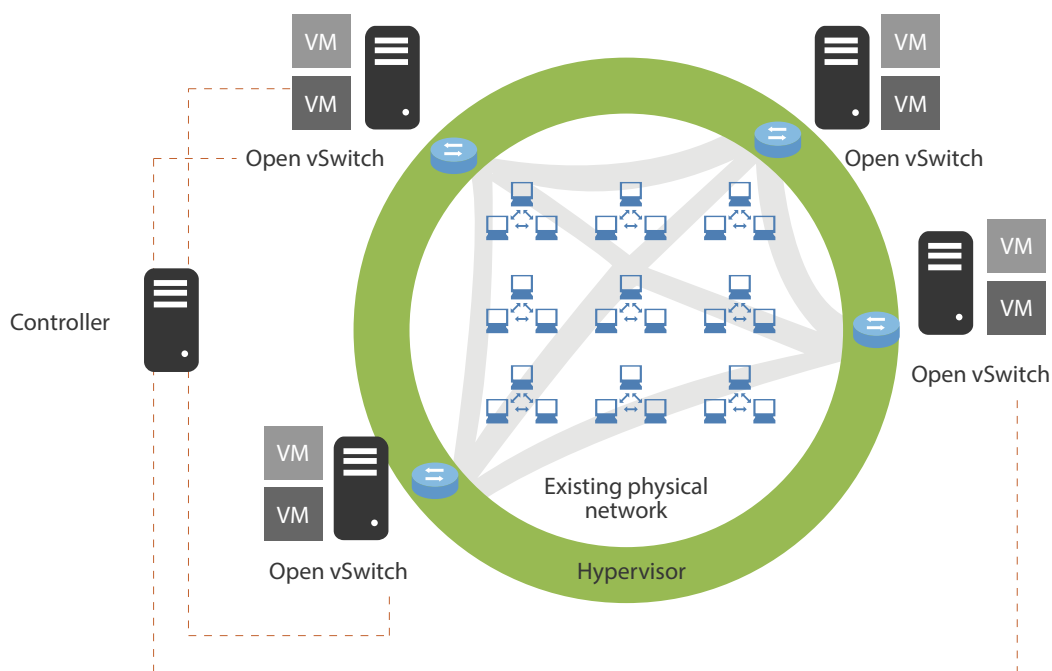 VM
VM
Open vSwitch
VM
VM
Open vSwitch
VM
VM
Open vSwitch
Controller
VM
VM
Open vSwitch
Existing physical
network
Hypervisor